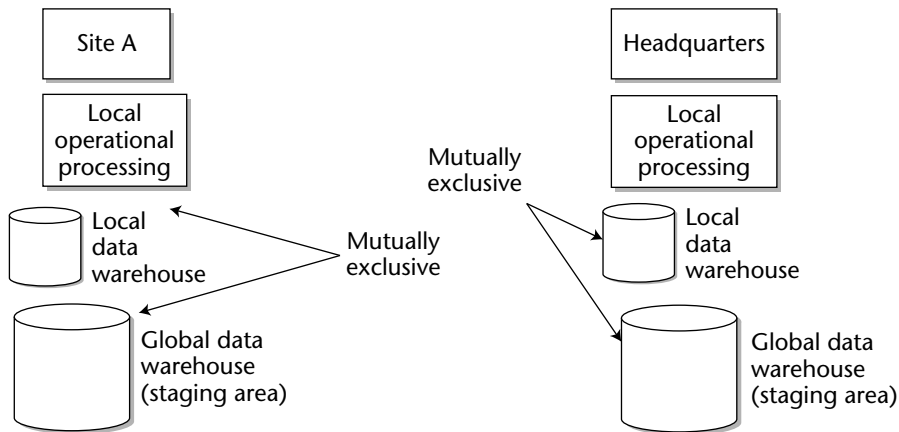 Site A
Local
operational
processing
Local
data
warehouse
Global data
warehouse
(staging area)
Mutually
exclusive
Mutually
exclusive
Headquarters
Local
operational
processing
Local
data
warehouse
Global data
warehouse
(staging area)